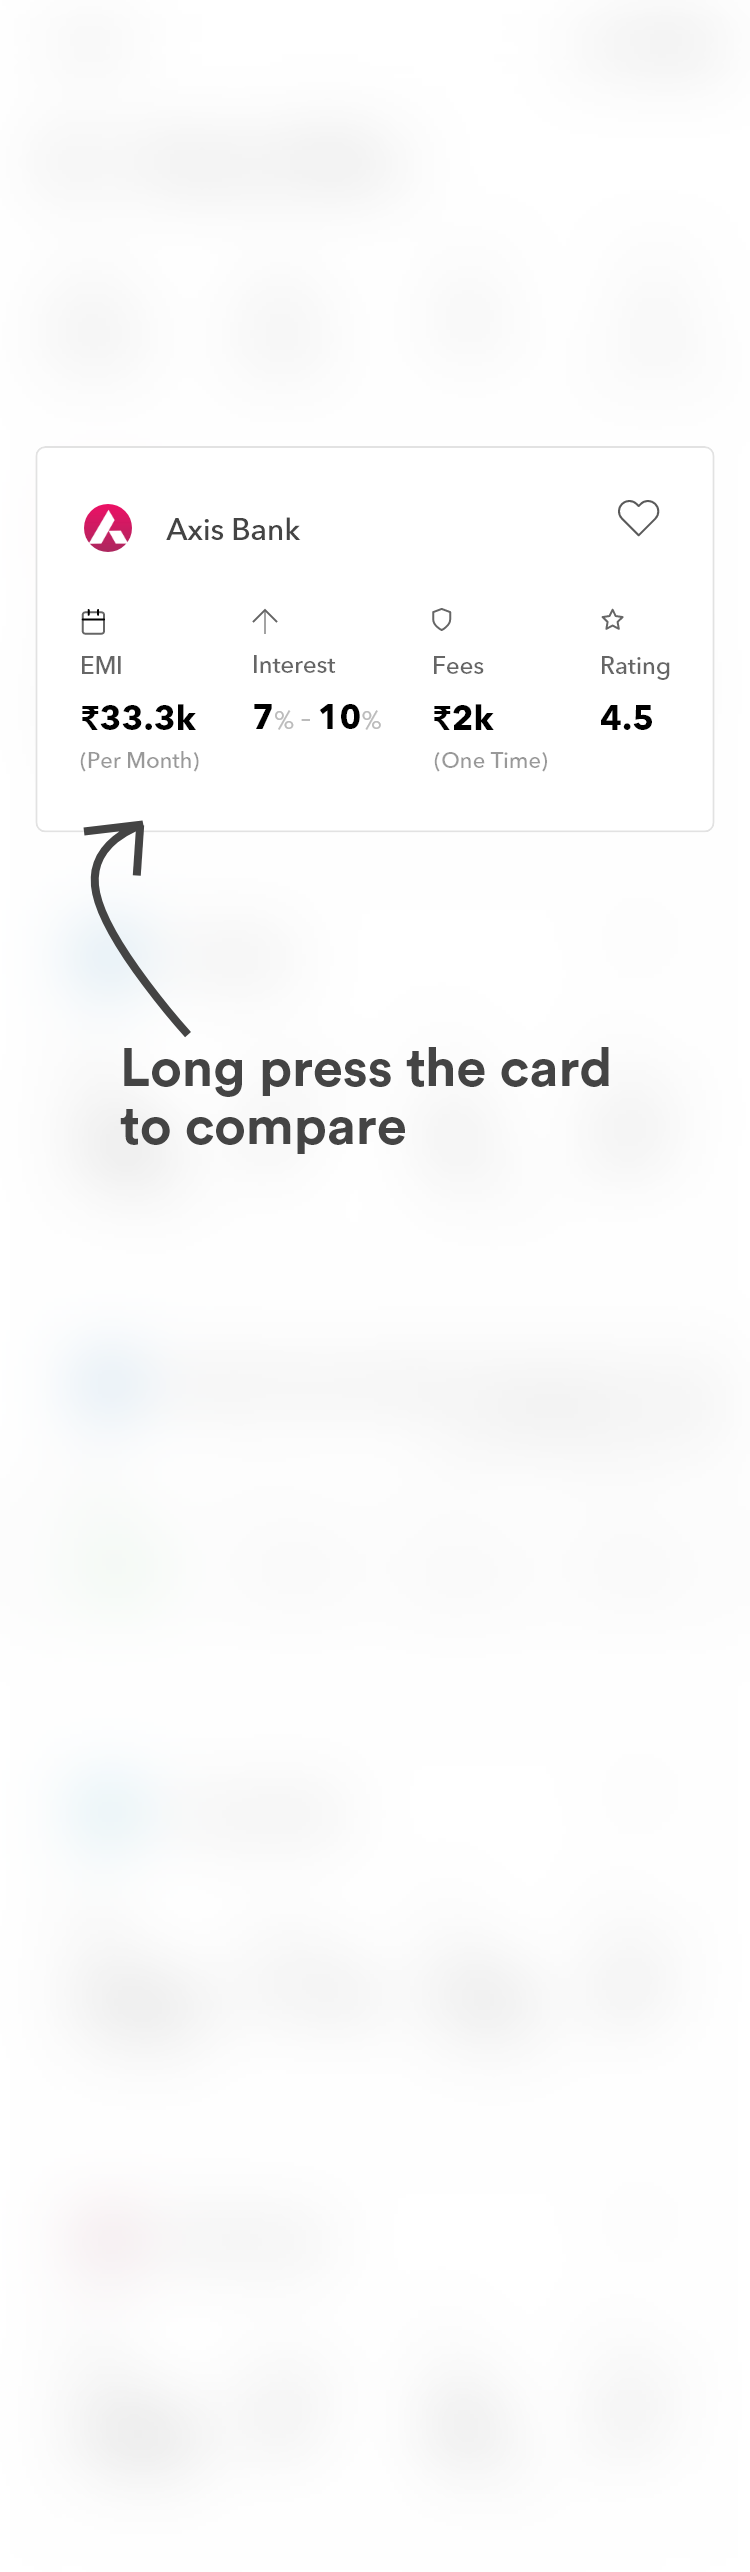 Axis Bank
EMI Interest Fees Rating
₹33.3k 7% - 10% ₹2k 4.5
(Per Month) (One Time)
Long press the card
to compare